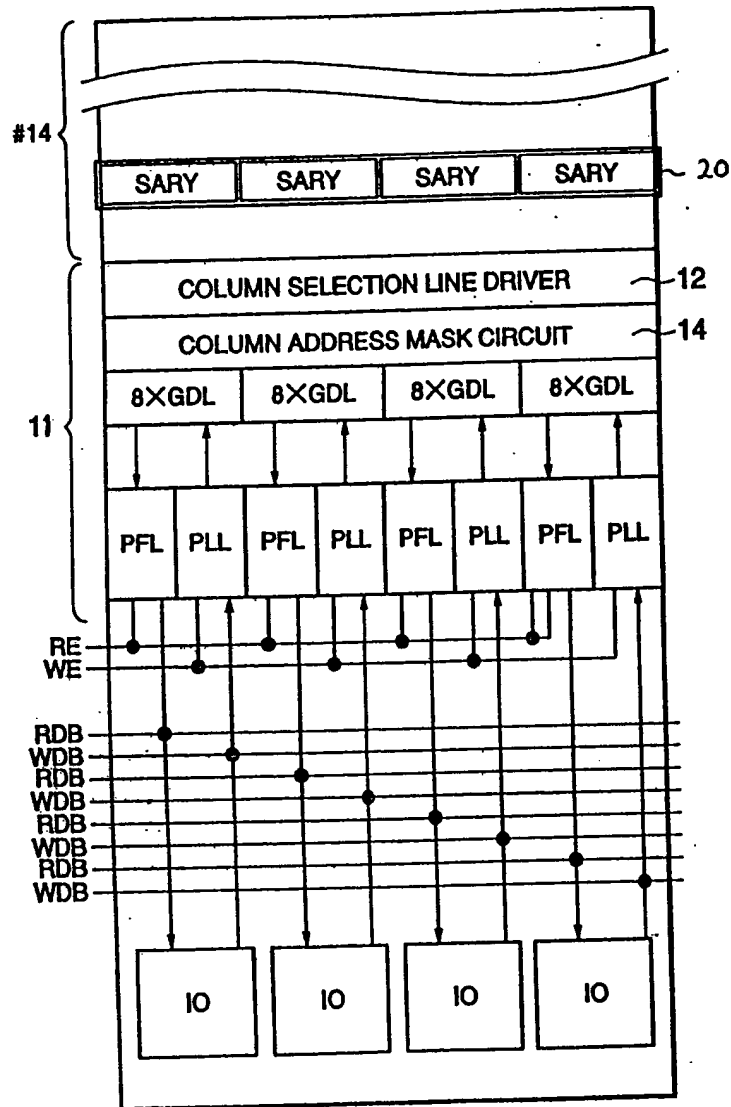 #14
SARY SARY SARY SARY 20
COLUMN SELECTION LINE DRIVER 12
COLUMN ADDRESS MASK CIRCUIT 14
8×GDL 8×GDL 8×GDL 8×GDL
11
PFL PLL PFL PLL PFL PLL PFL PLL
RE
WE
RDB
WDB
RDB
WDB
RDB
WDB
RDB
WDB
IO IO IO IO